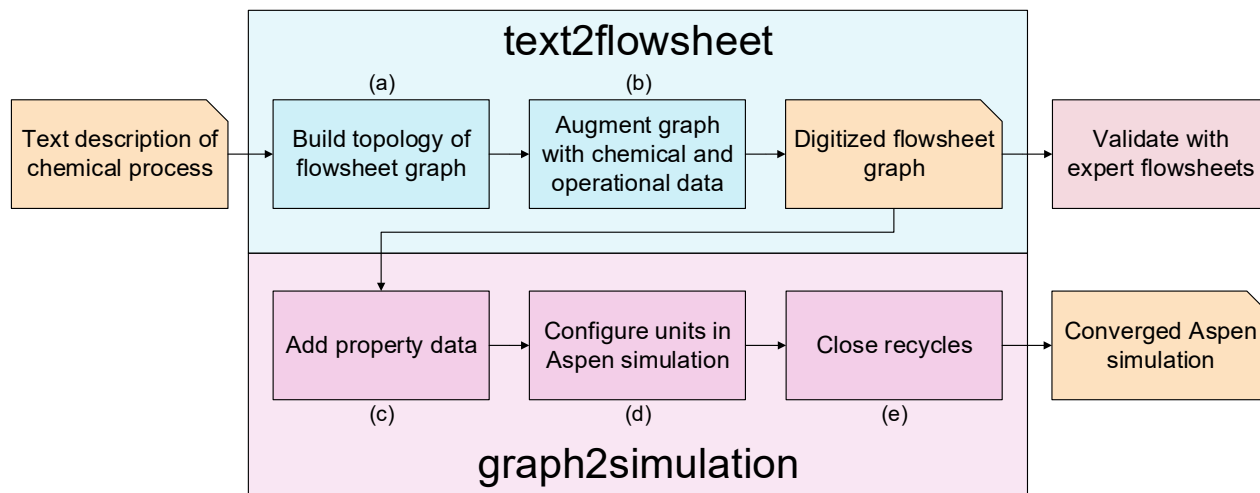 text2flowsheet
(a)
(b)
Text description of
chemical process
Build topology of
flowsheet graph
Augment graph
with chemical and
operational data
Digitized flowsheet
graph
Validate with
expert flowsheets
Add property data
Configure units in
Aspen simulation
Close recycles
Converged Aspen
simulation
(c)
(d)
(e)
graph2simulation